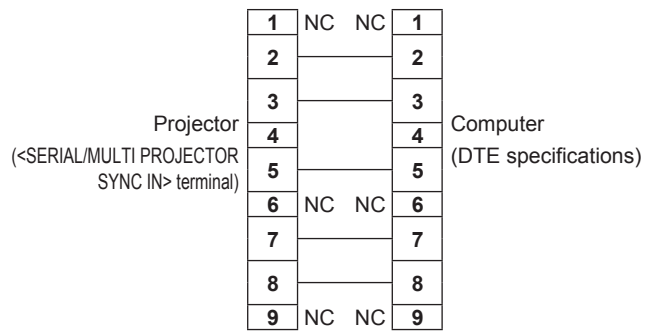 1 NC NC 1
2 2
3 3
Projector
4 4
Computer
(<SERIAL/MULTI PROJECTOR
SYNC IN> terminal)
(DTE specifications)
5 5
6 NC NC 6
7 7
8 8
9 NC NC 9